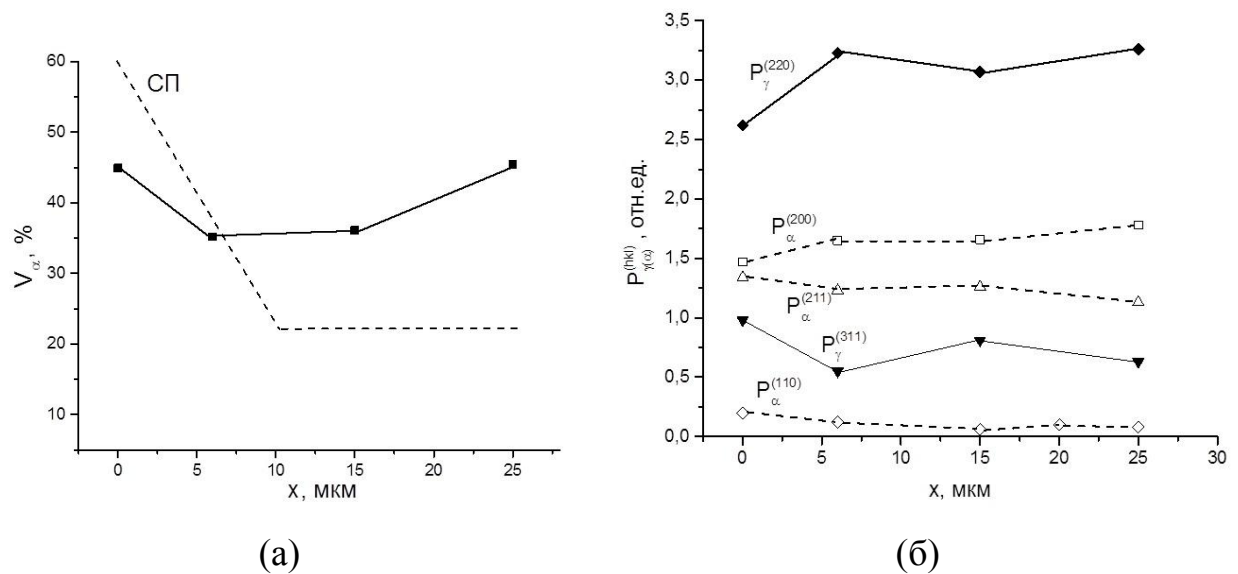 60
50
40
30
20
10
V_α, %
СП
0 5 10 15 20 25
x, мкм
(а)
3,5
3,0
2,5
2,0
1,5
1,0
0,5
0,0
P_γ(α)^(hkl), отн.ед.
P_γ^(220)
P_α^(200)
P_α^(211)
P_γ^(311)
P_α^(110)
0 5 10 15 20 25 30
x, мкм
(б)